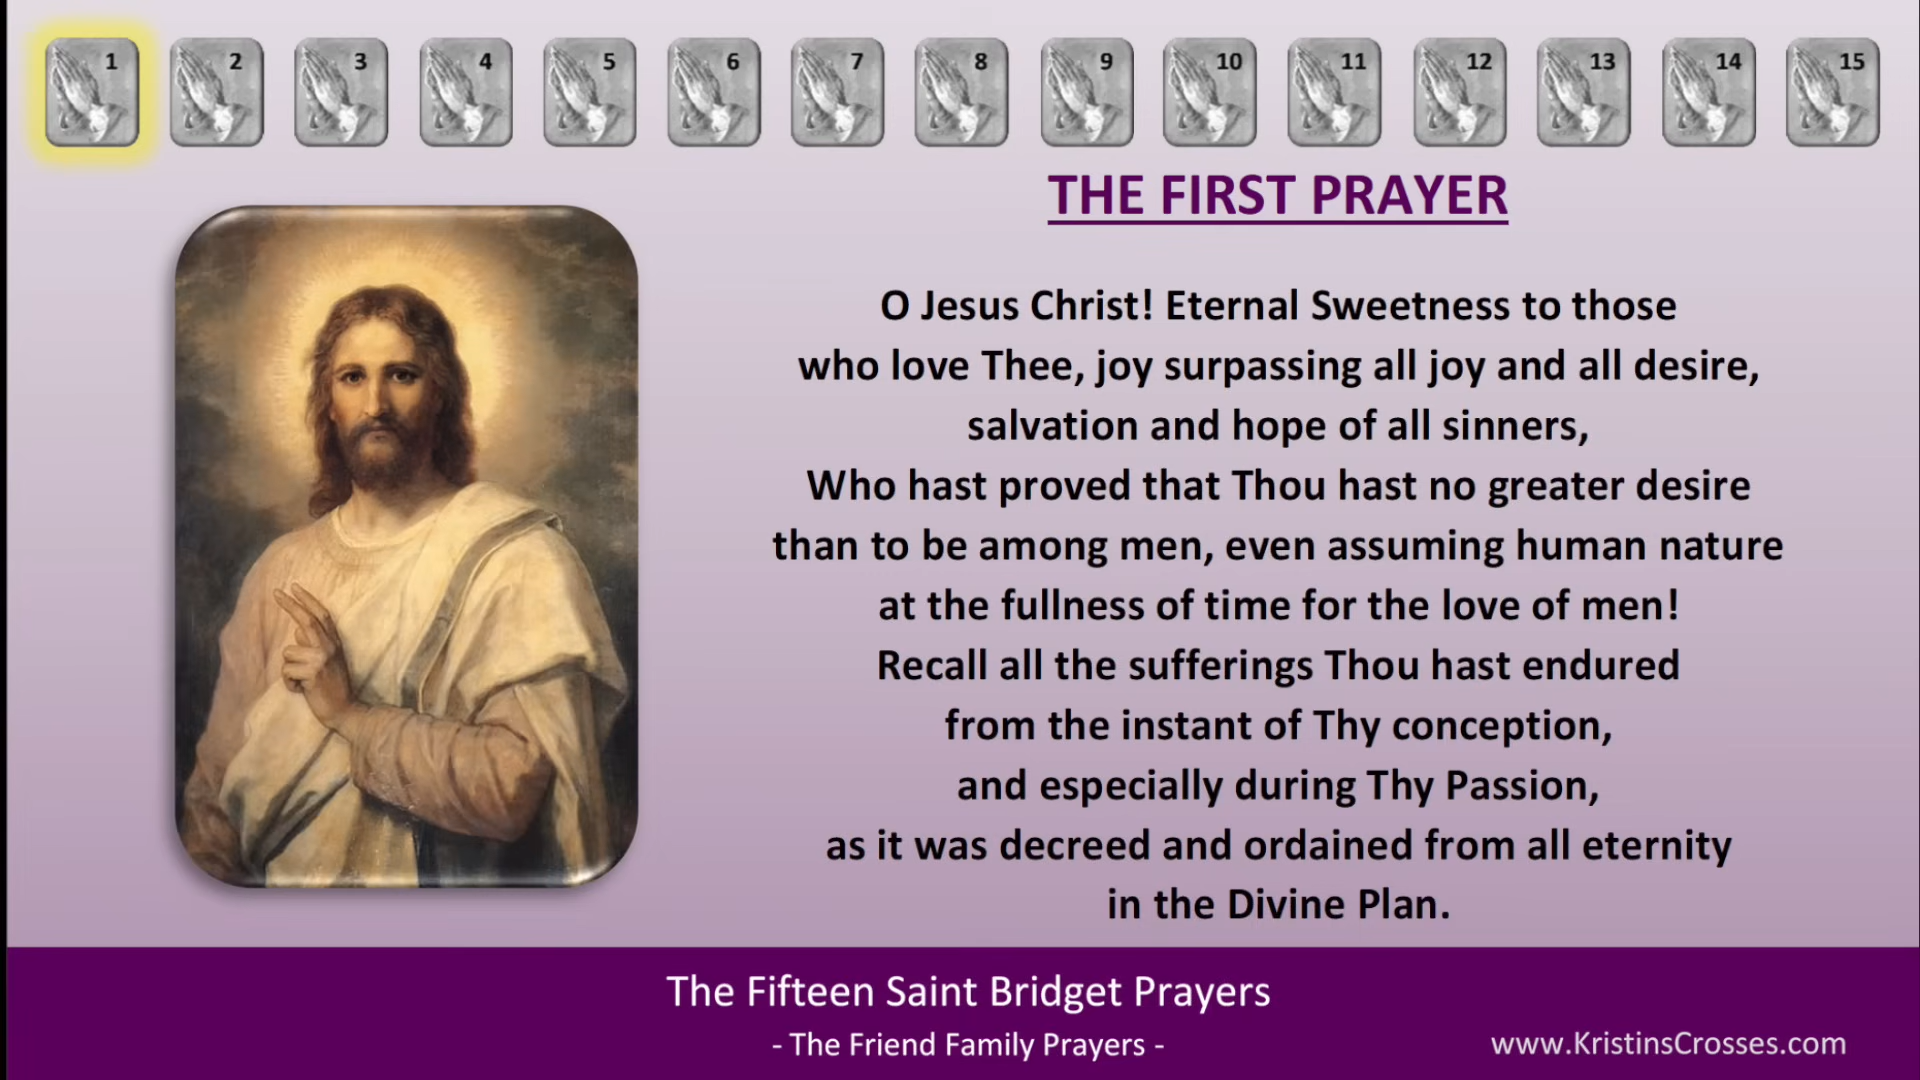 1 2 3 4 5 6 7 8 9 10 11 12 13 14 15
THE FIRST PRAYER
O Jesus Christ! Eternal Sweetness to those
who love Thee, joy surpassing all joy and all desire,
salvation and hope of all sinners,
Who hast proved that Thou hast no greater desire
than to be among men, even assuming human nature
at the fullness of time for the love of men!
Recall all the sufferings Thou hast endured
from the instant of Thy conception,
and especially during Thy Passion,
as it was decreed and ordained from all eternity
in the Divine Plan.
The Fifteen Saint Bridget Prayers
- The Friend Family Prayers -
www.KristinsCrosses.com